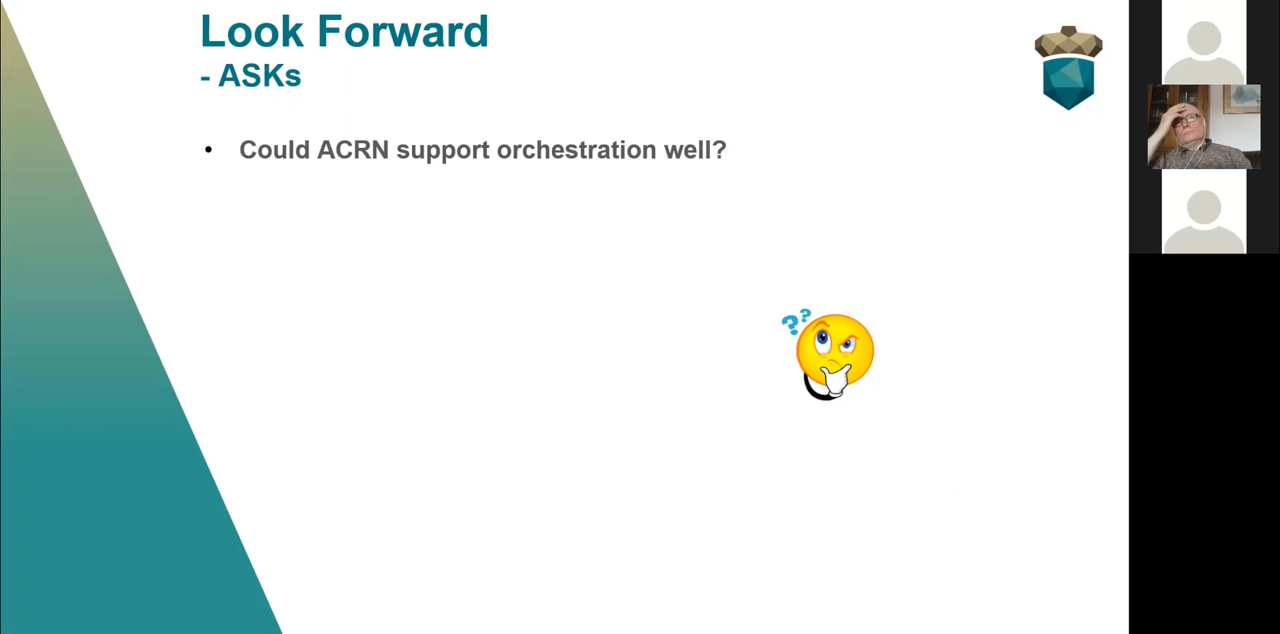 Look Forward
- ASKs
• Could ACRN support orchestration well?
??